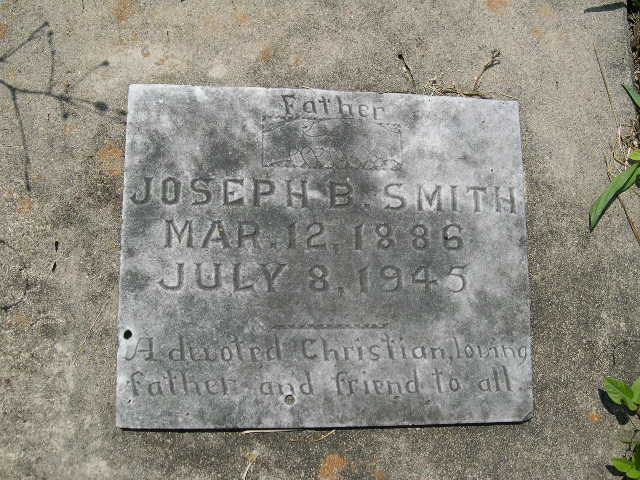 Father
JOSEPH B. SMITH
MAR. 12, 1886
JULY 8, 1945
A devoted Christian, loving
father and friend to all